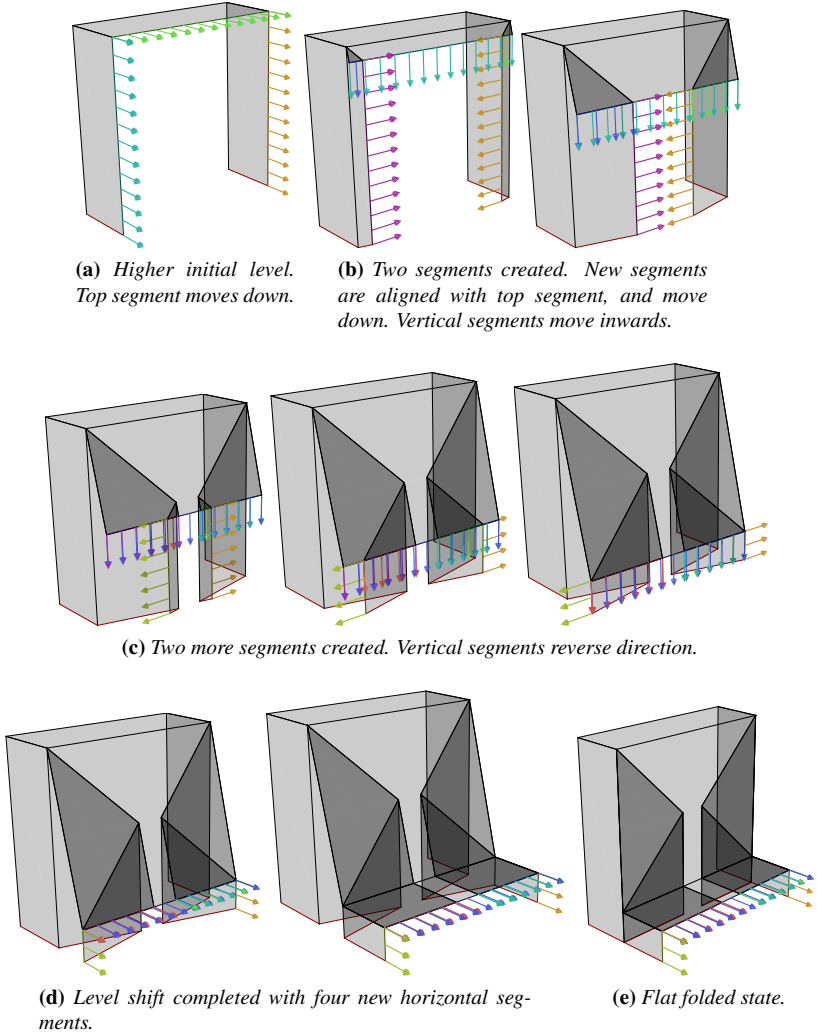 (a) Higher initial level.
Top segment moves down.
(b) Two segments created. New segments
are aligned with top segment, and move
down. Vertical segments move inwards.
(c) Two more segments created. Vertical segments reverse direction.
(d) Level shift completed with four new horizontal seg-
ments.
(e) Flat folded state.